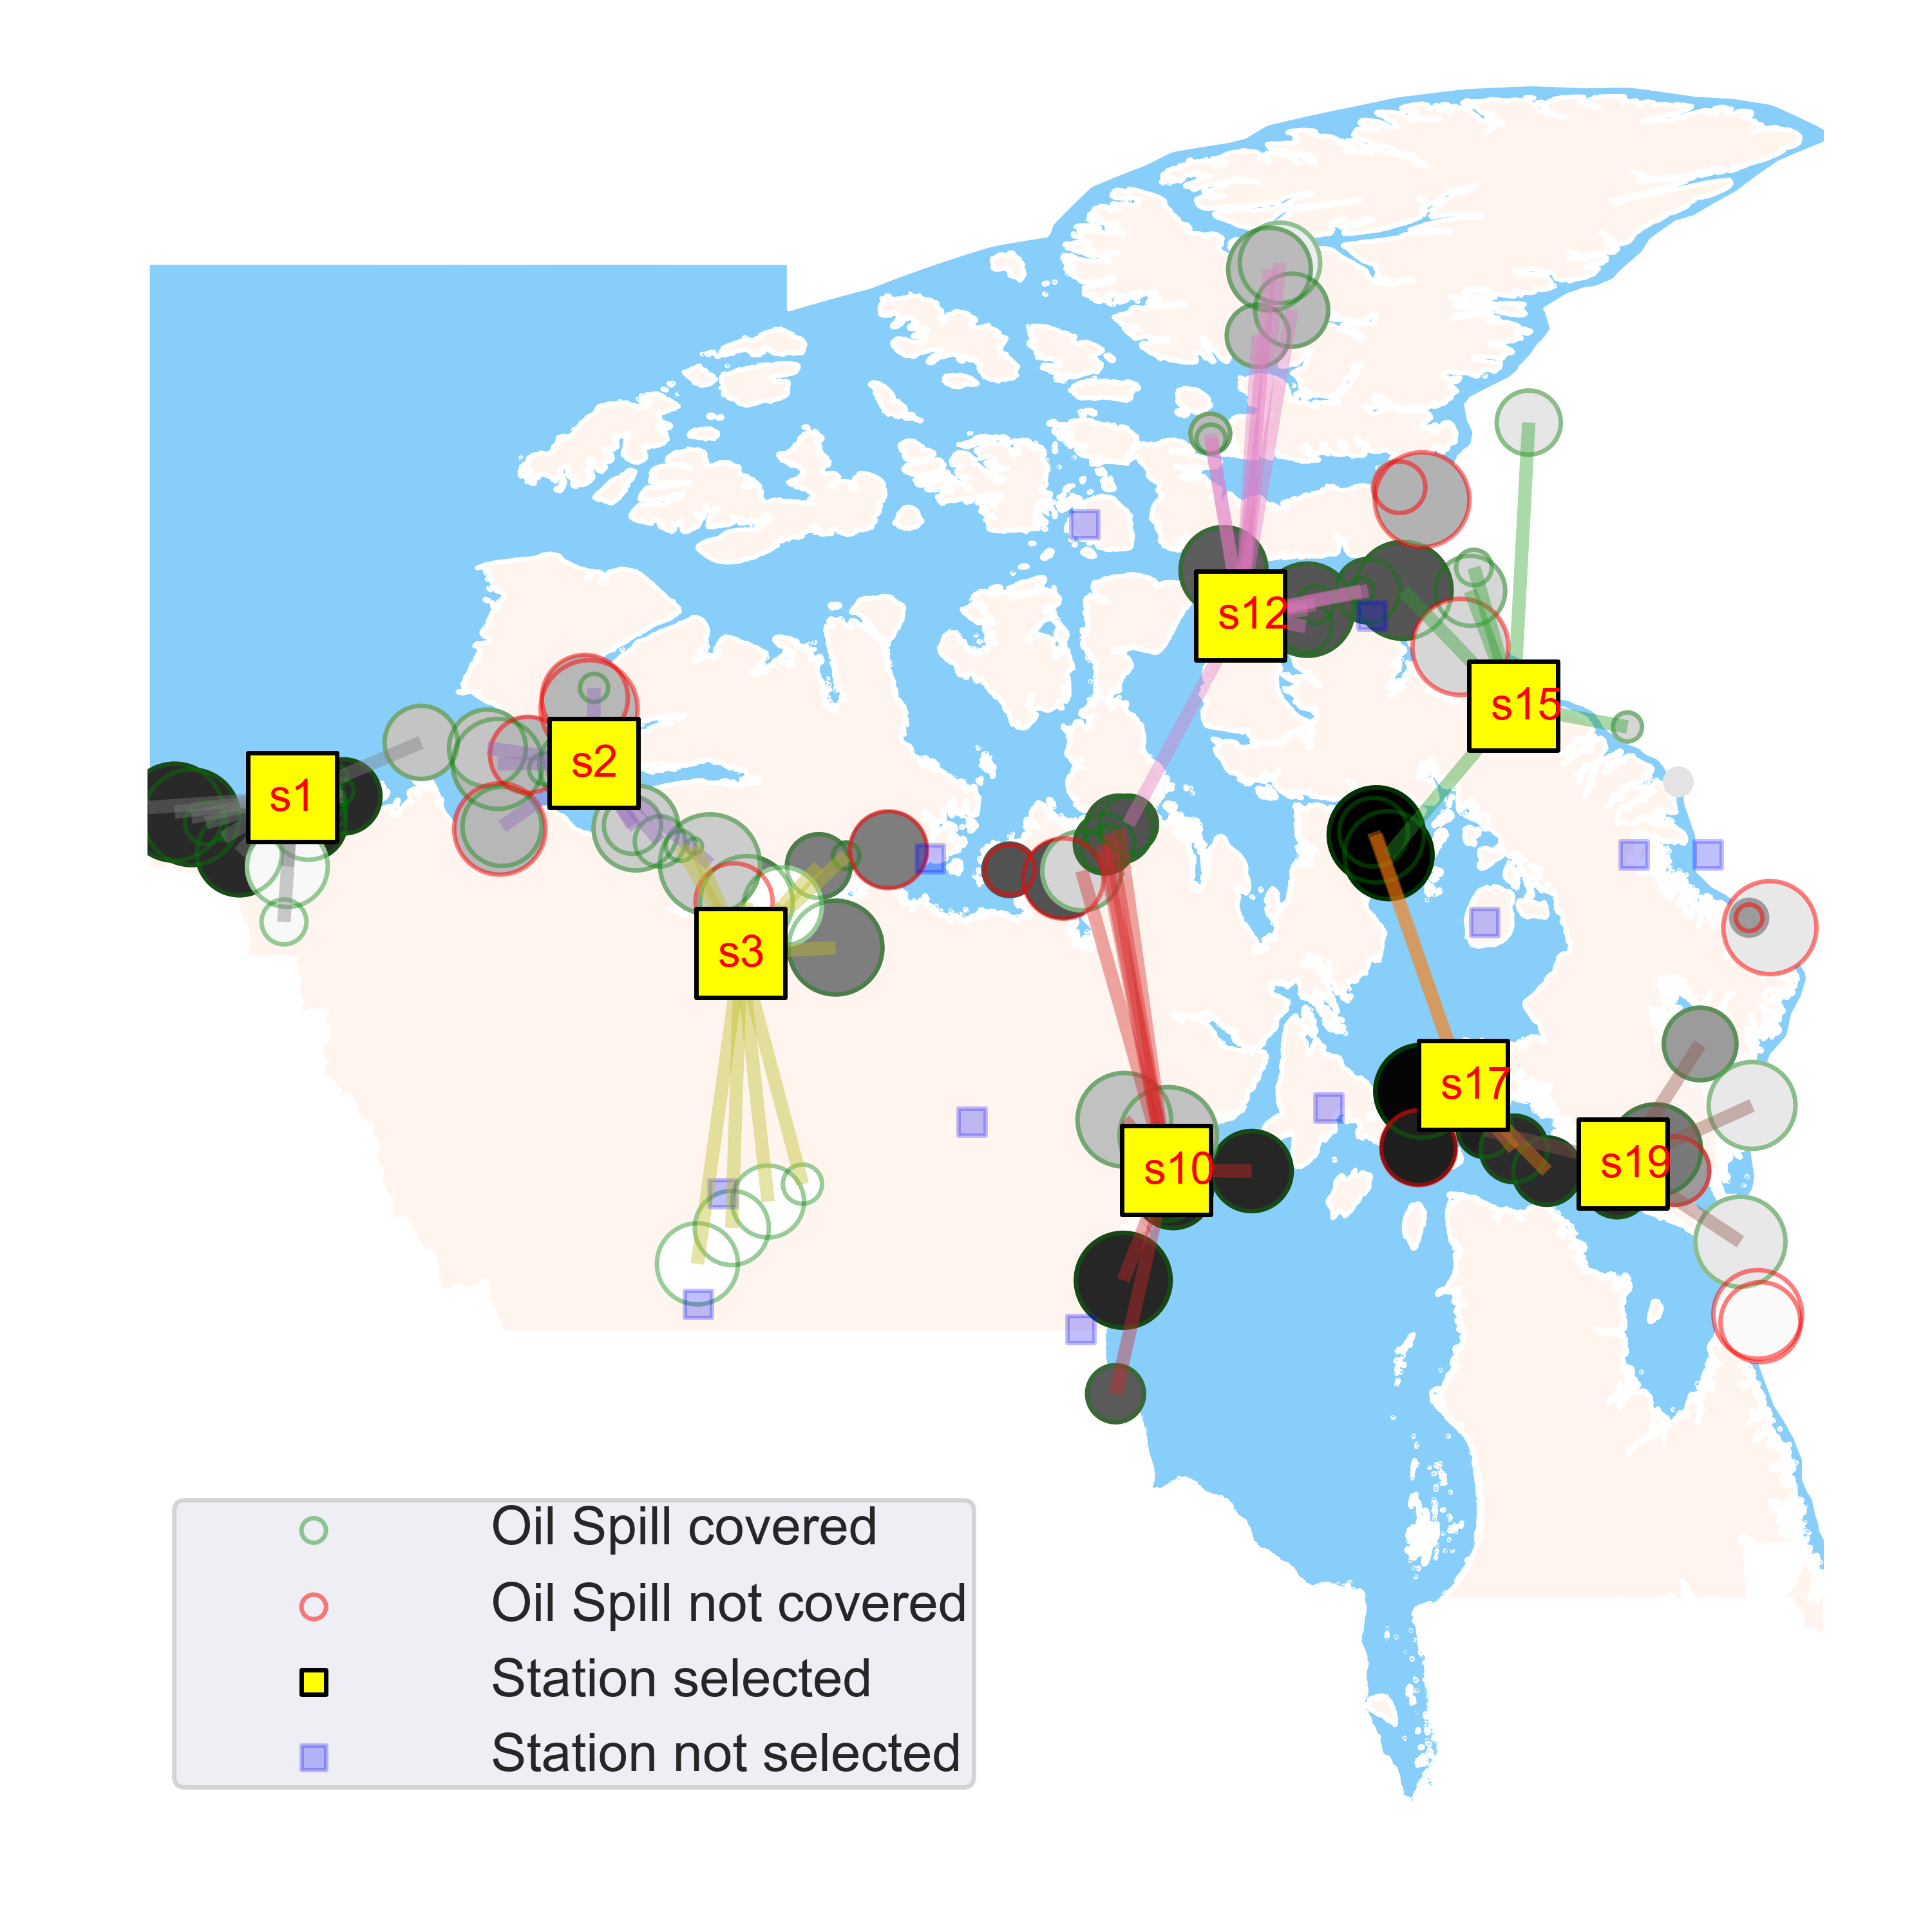 s12
s15
s2
s1
s3
s17
s10
s19
Oil Spill covered
Oil Spill not covered
Station selected
Station not selected